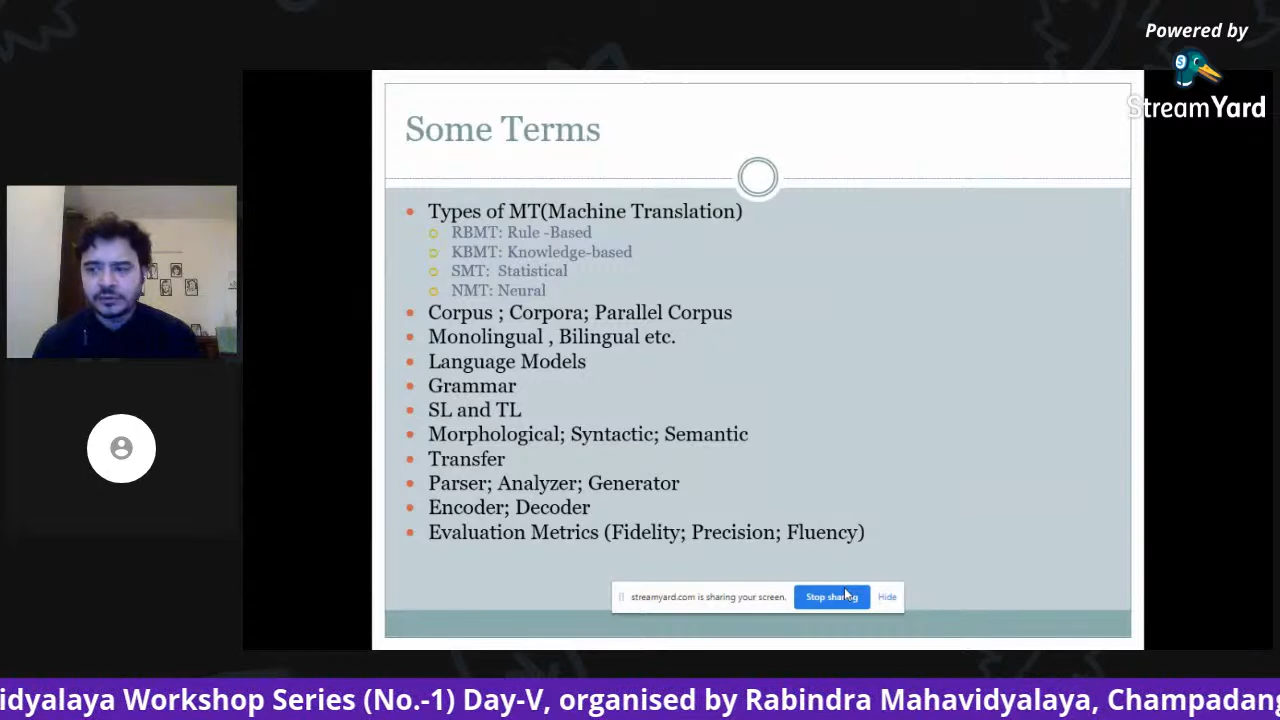 Powered by
StreamYard
Some Terms
Types of MT(Machine Translation)
RBMT: Rule -Based
KBMT: Knowledge-based
SMT: Statistical
NMT: Neural
Corpus ; Corpora; Parallel Corpus
Monolingual , Bilingual etc.
Language Models
Grammar
SL and TL
Morphological; Syntactic; Semantic
Transfer
Parser; Analyzer; Generator
Encoder; Decoder
Evaluation Metrics (Fidelity; Precision; Fluency)
streamyard.com is sharing your screen. Stop sharing Hide
idyalaya Workshop Series (No.-1) Day-V, organised by Rabindra Mahavidyalaya, Champadang